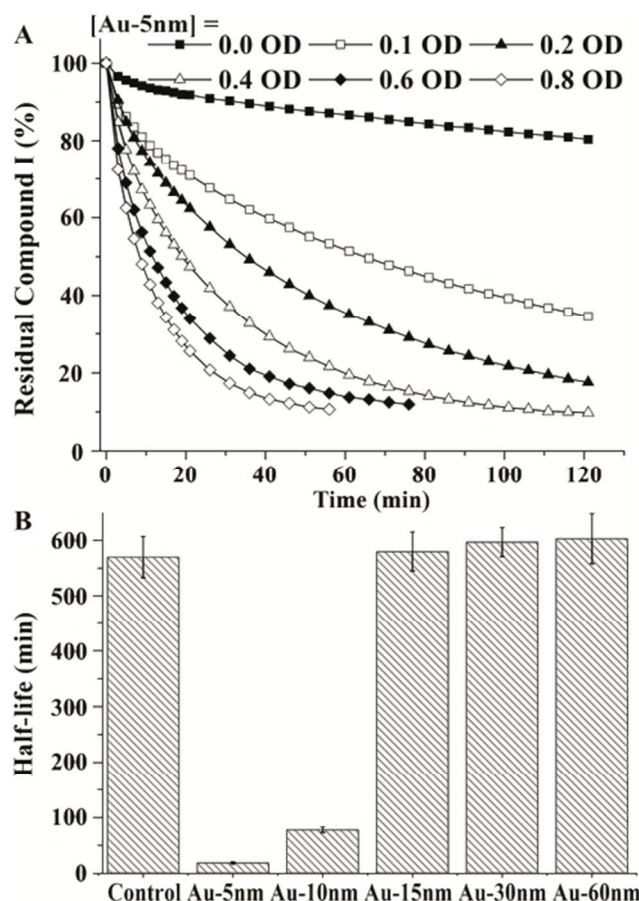 [Au-5nm] =
A
0.0 OD 0.1 OD 0.2 OD
0.4 OD 0.6 OD 0.8 OD
Residual Compound I (%)
100
80
60
40
20
0
0 20 40 60 80 100 120
Time (min)
B
Half-life (min)
600
500
400
300
200
100
0
Control Au-5nm Au-10nm Au-15nm Au-30nm Au-60nm